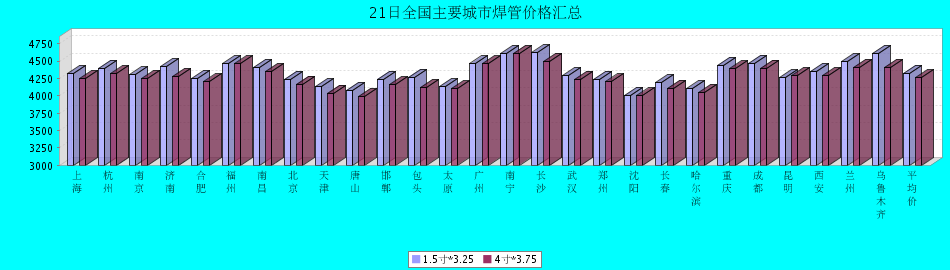 21日全国主要城市焊管价格汇总
4750
4500
4250
4000
3750
3500
3250
3000
上海 杭州 南京 济南 合肥 福州 南昌 北京 天津 唐山 邯郸 包头 太原 广州 南宁 长沙 武汉 郑州 沈阳 长春 哈尔滨 重庆 成都 昆明 西安 兰州 乌鲁木齐 平均价
1.5寸*3.25 4寸*3.75